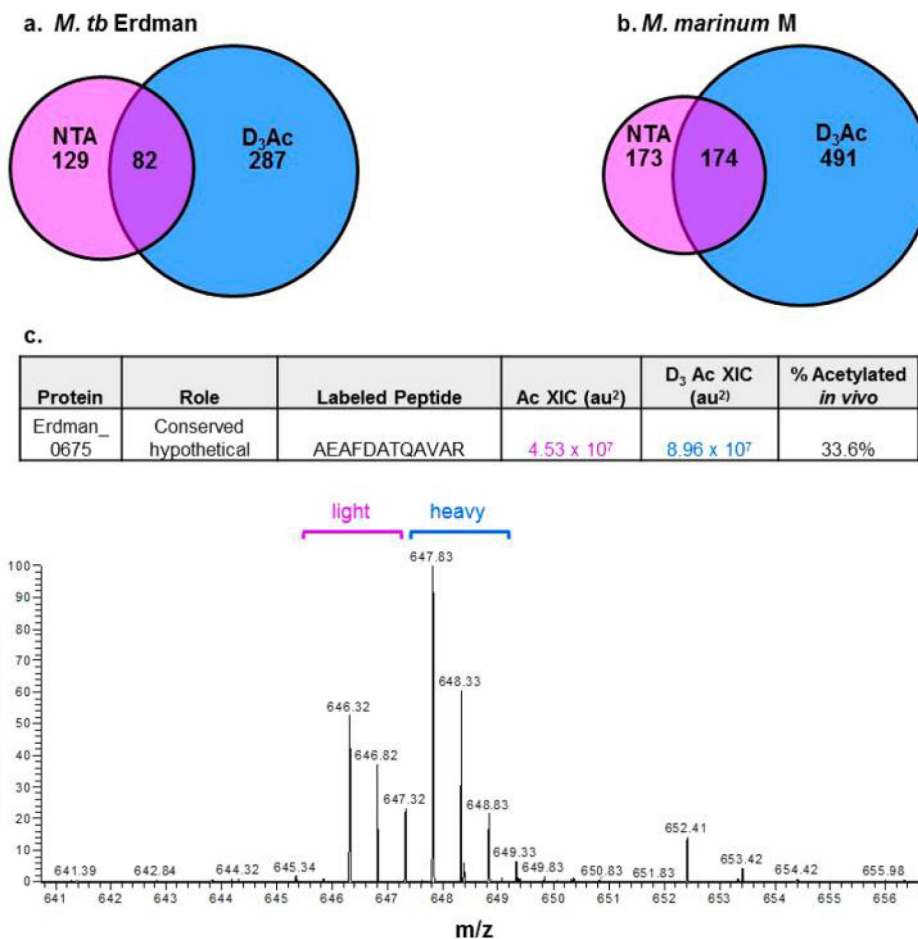 a. M. tb Erdman
b. M. marinum M
NTA
129
82
D₃Ac
287
NTA
173
174
D₃Ac
491
c.
Protein Role Labeled Peptide Ac XIC (au²) D₃ Ac XIC (au²) % Acetylated in vivo
Erdman_0675 Conserved hypothetical AEAFDATQAVAR 4.53 x 10⁷ 8.96 x 10⁷ 33.6%
light heavy
647.83
648.33
646.32
646.82
647.32
648.83
649.33
652.41
653.42
641.39 642.84 644.32 645.34 649.83 650.83 651.83 654.42 655.98
100
90
80
70
60
50
40
30
20
10
0
641 642 643 644 645 646 647 648 649 650 651 652 653 654 655 656
m/z